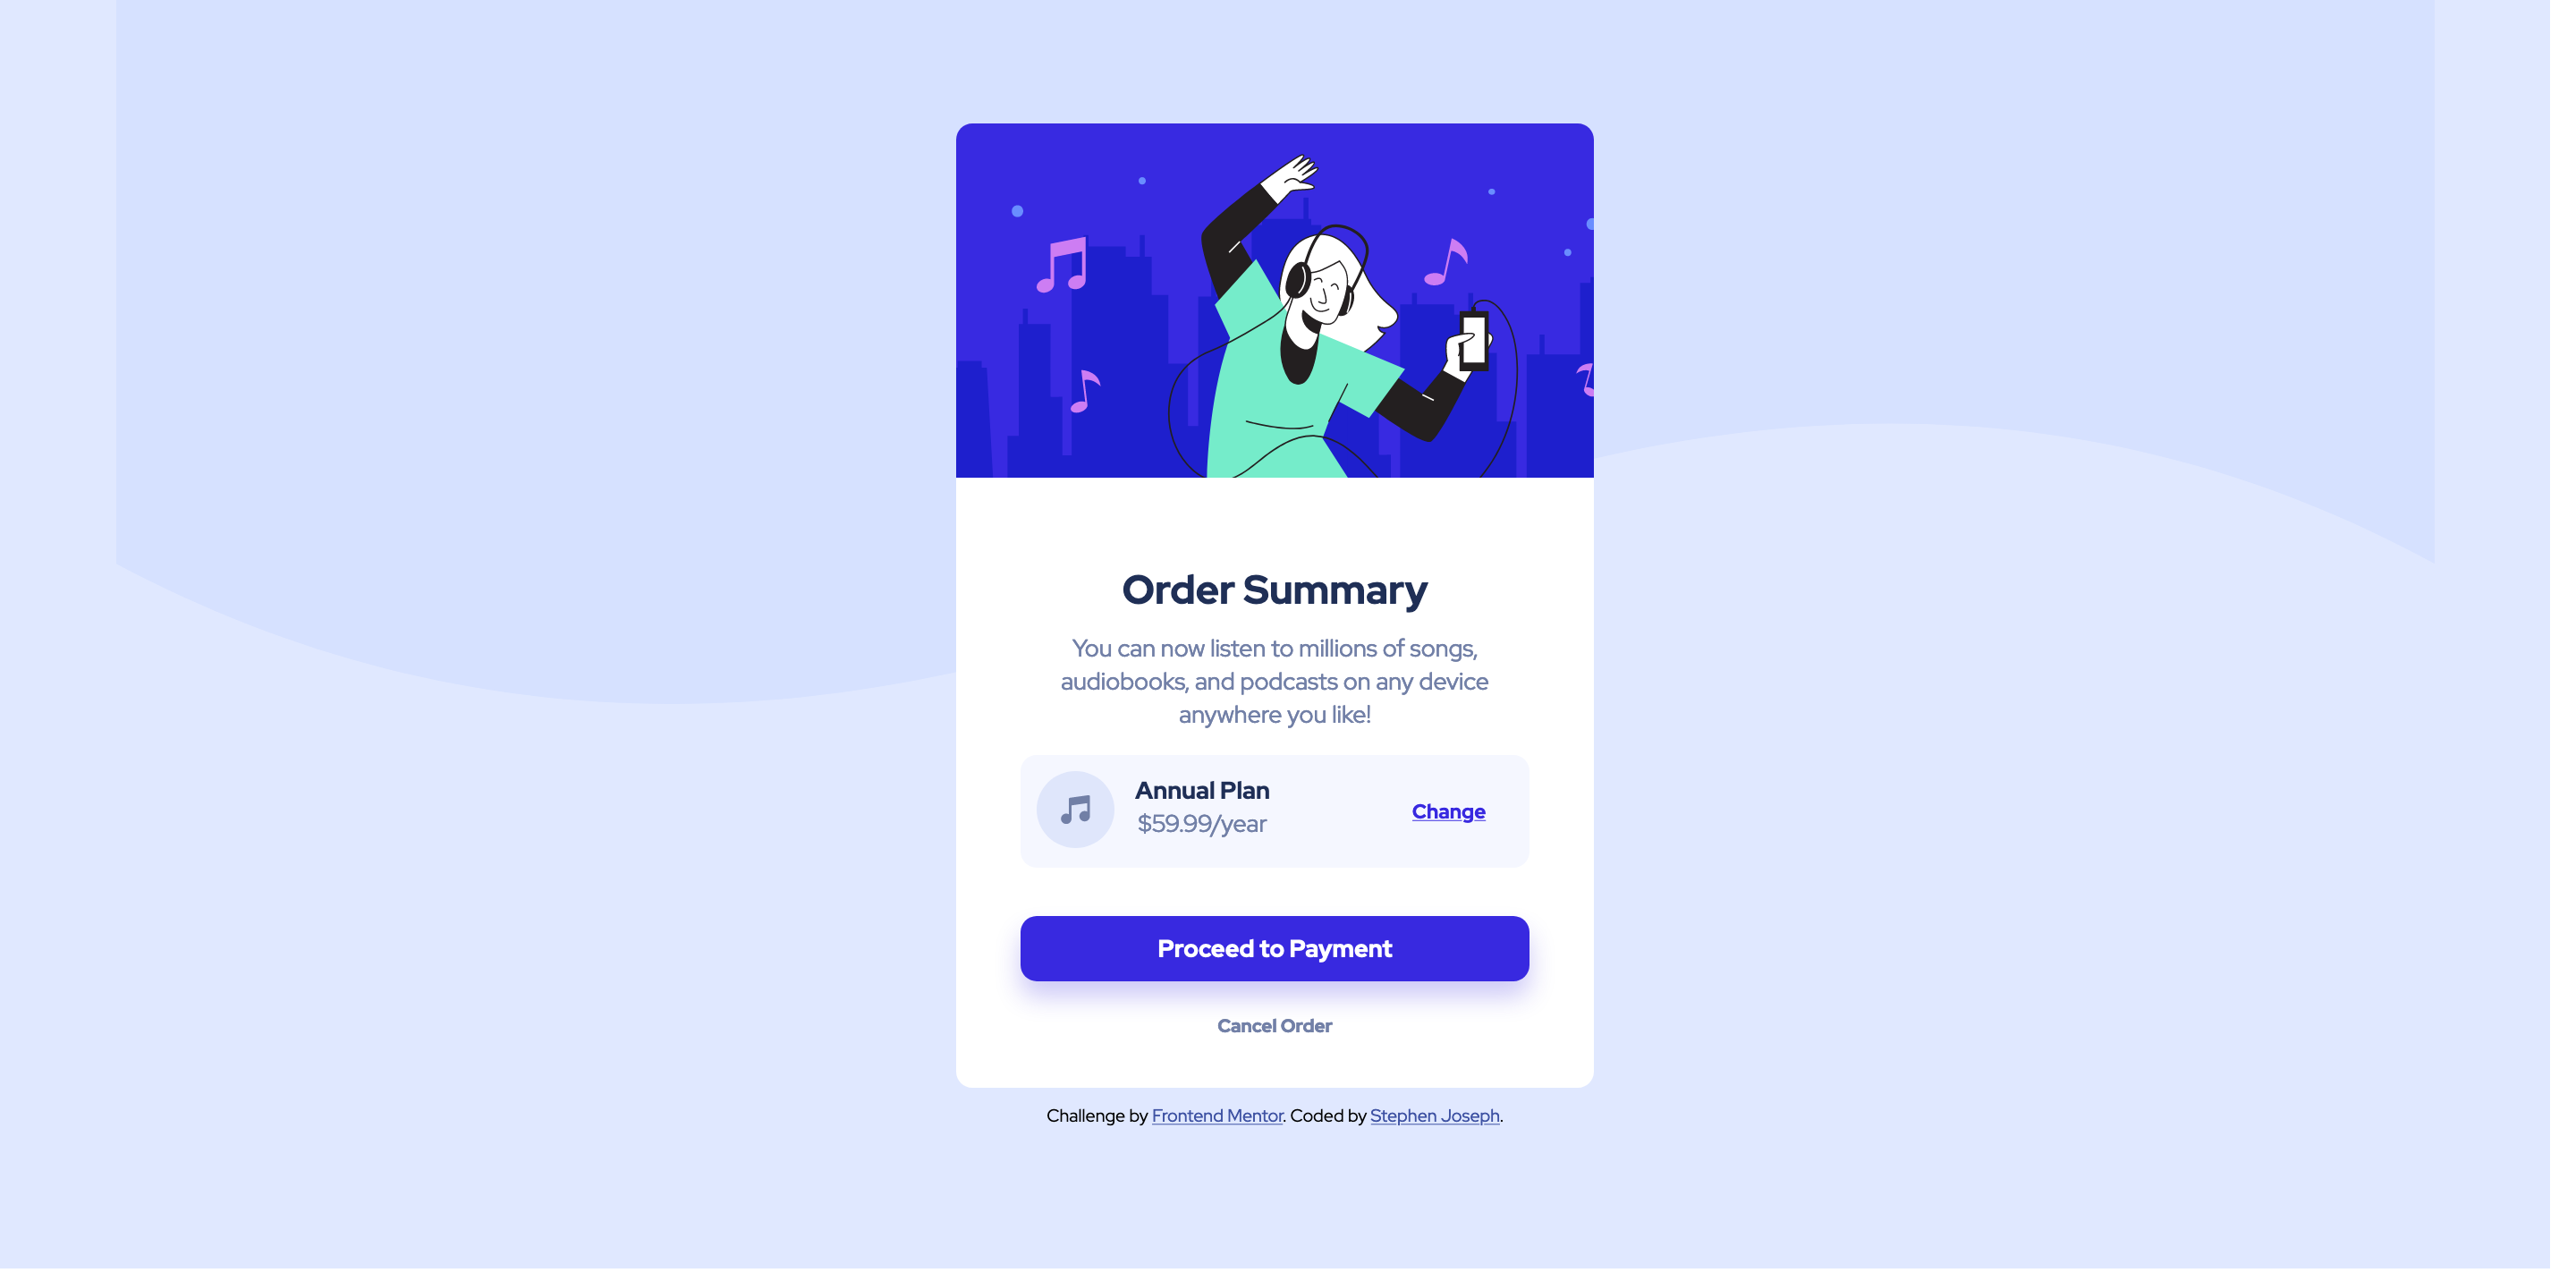 Order Summary
You can now listen to millions of songs,
audiobooks, and podcasts on any device
anywhere you like!
Annual Plan
$59.99/year
Change
Proceed to Payment
Cancel Order
Challenge by Frontend Mentor. Coded by Stephen Joseph.